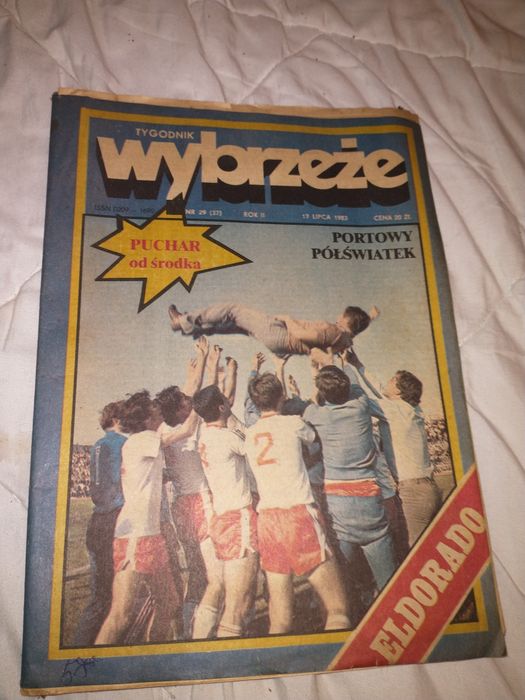 TYGODNIK
wybrzeże
NR 29 (37) ROK II 17 LIPCA 1983 CENA 20 ZŁ
PUCHAR
od środka
PORTOWY
PÓŁŚWIATEK
2
ELDORADO